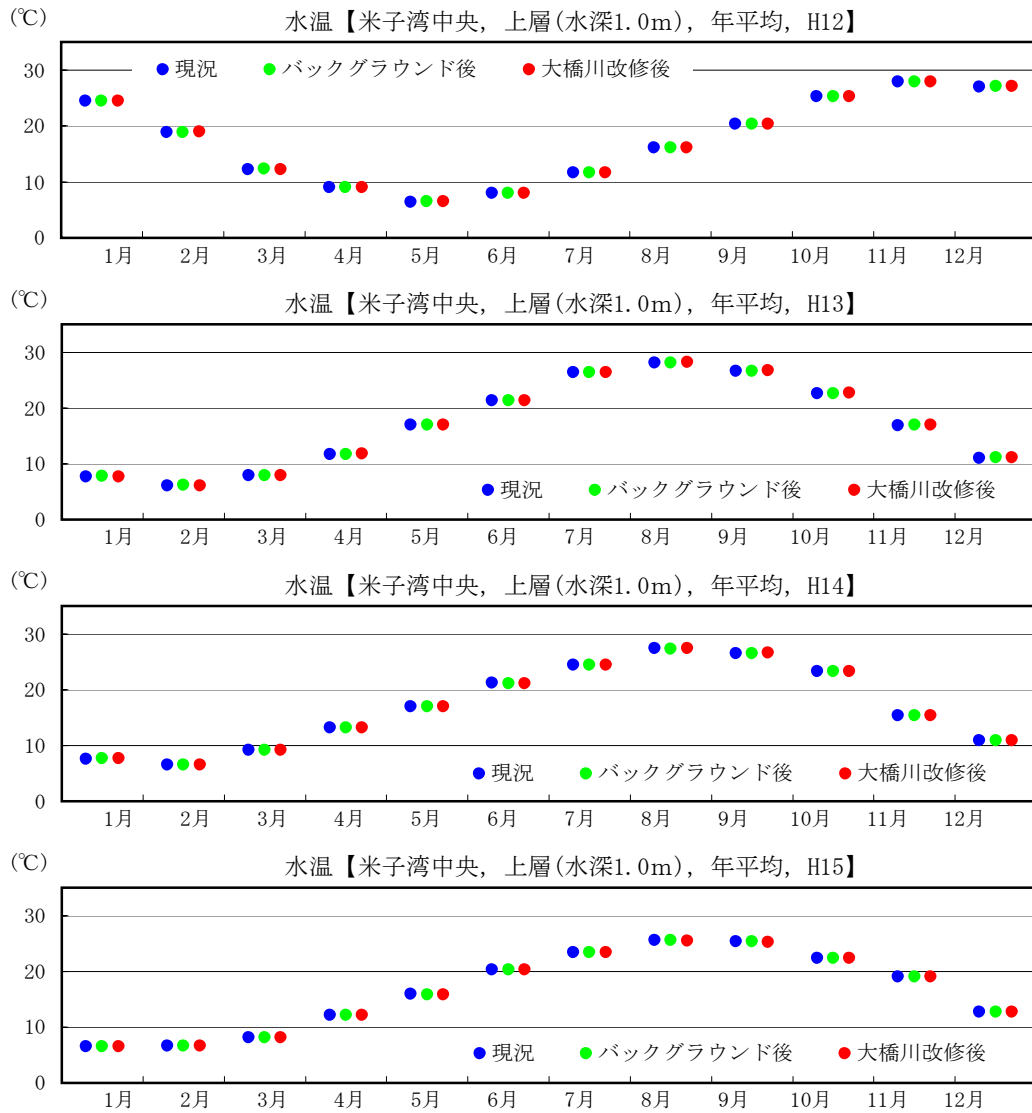 (℃) 水温【米子湾中央, 上層(水深1.0m), 年平均, H12】
30 現況 バックグラウンド後 大橋川改修後
20
10
0
1月 2月 3月 4月 5月 6月 7月 8月 9月 10月 11月 12月
(℃) 水温【米子湾中央, 上層(水深1.0m), 年平均, H13】
30
20
10
現況 バックグラウンド後 大橋川改修後
0
1月 2月 3月 4月 5月 6月 7月 8月 9月 10月 11月 12月
(℃) 水温【米子湾中央, 上層(水深1.0m), 年平均, H14】
30
20
10
現況 バックグラウンド後 大橋川改修後
0
1月 2月 3月 4月 5月 6月 7月 8月 9月 10月 11月 12月
(℃) 水温【米子湾中央, 上層(水深1.0m), 年平均, H15】
30
20
10
現況 バックグラウンド後 大橋川改修後
0
1月 2月 3月 4月 5月 6月 7月 8月 9月 10月 11月 12月